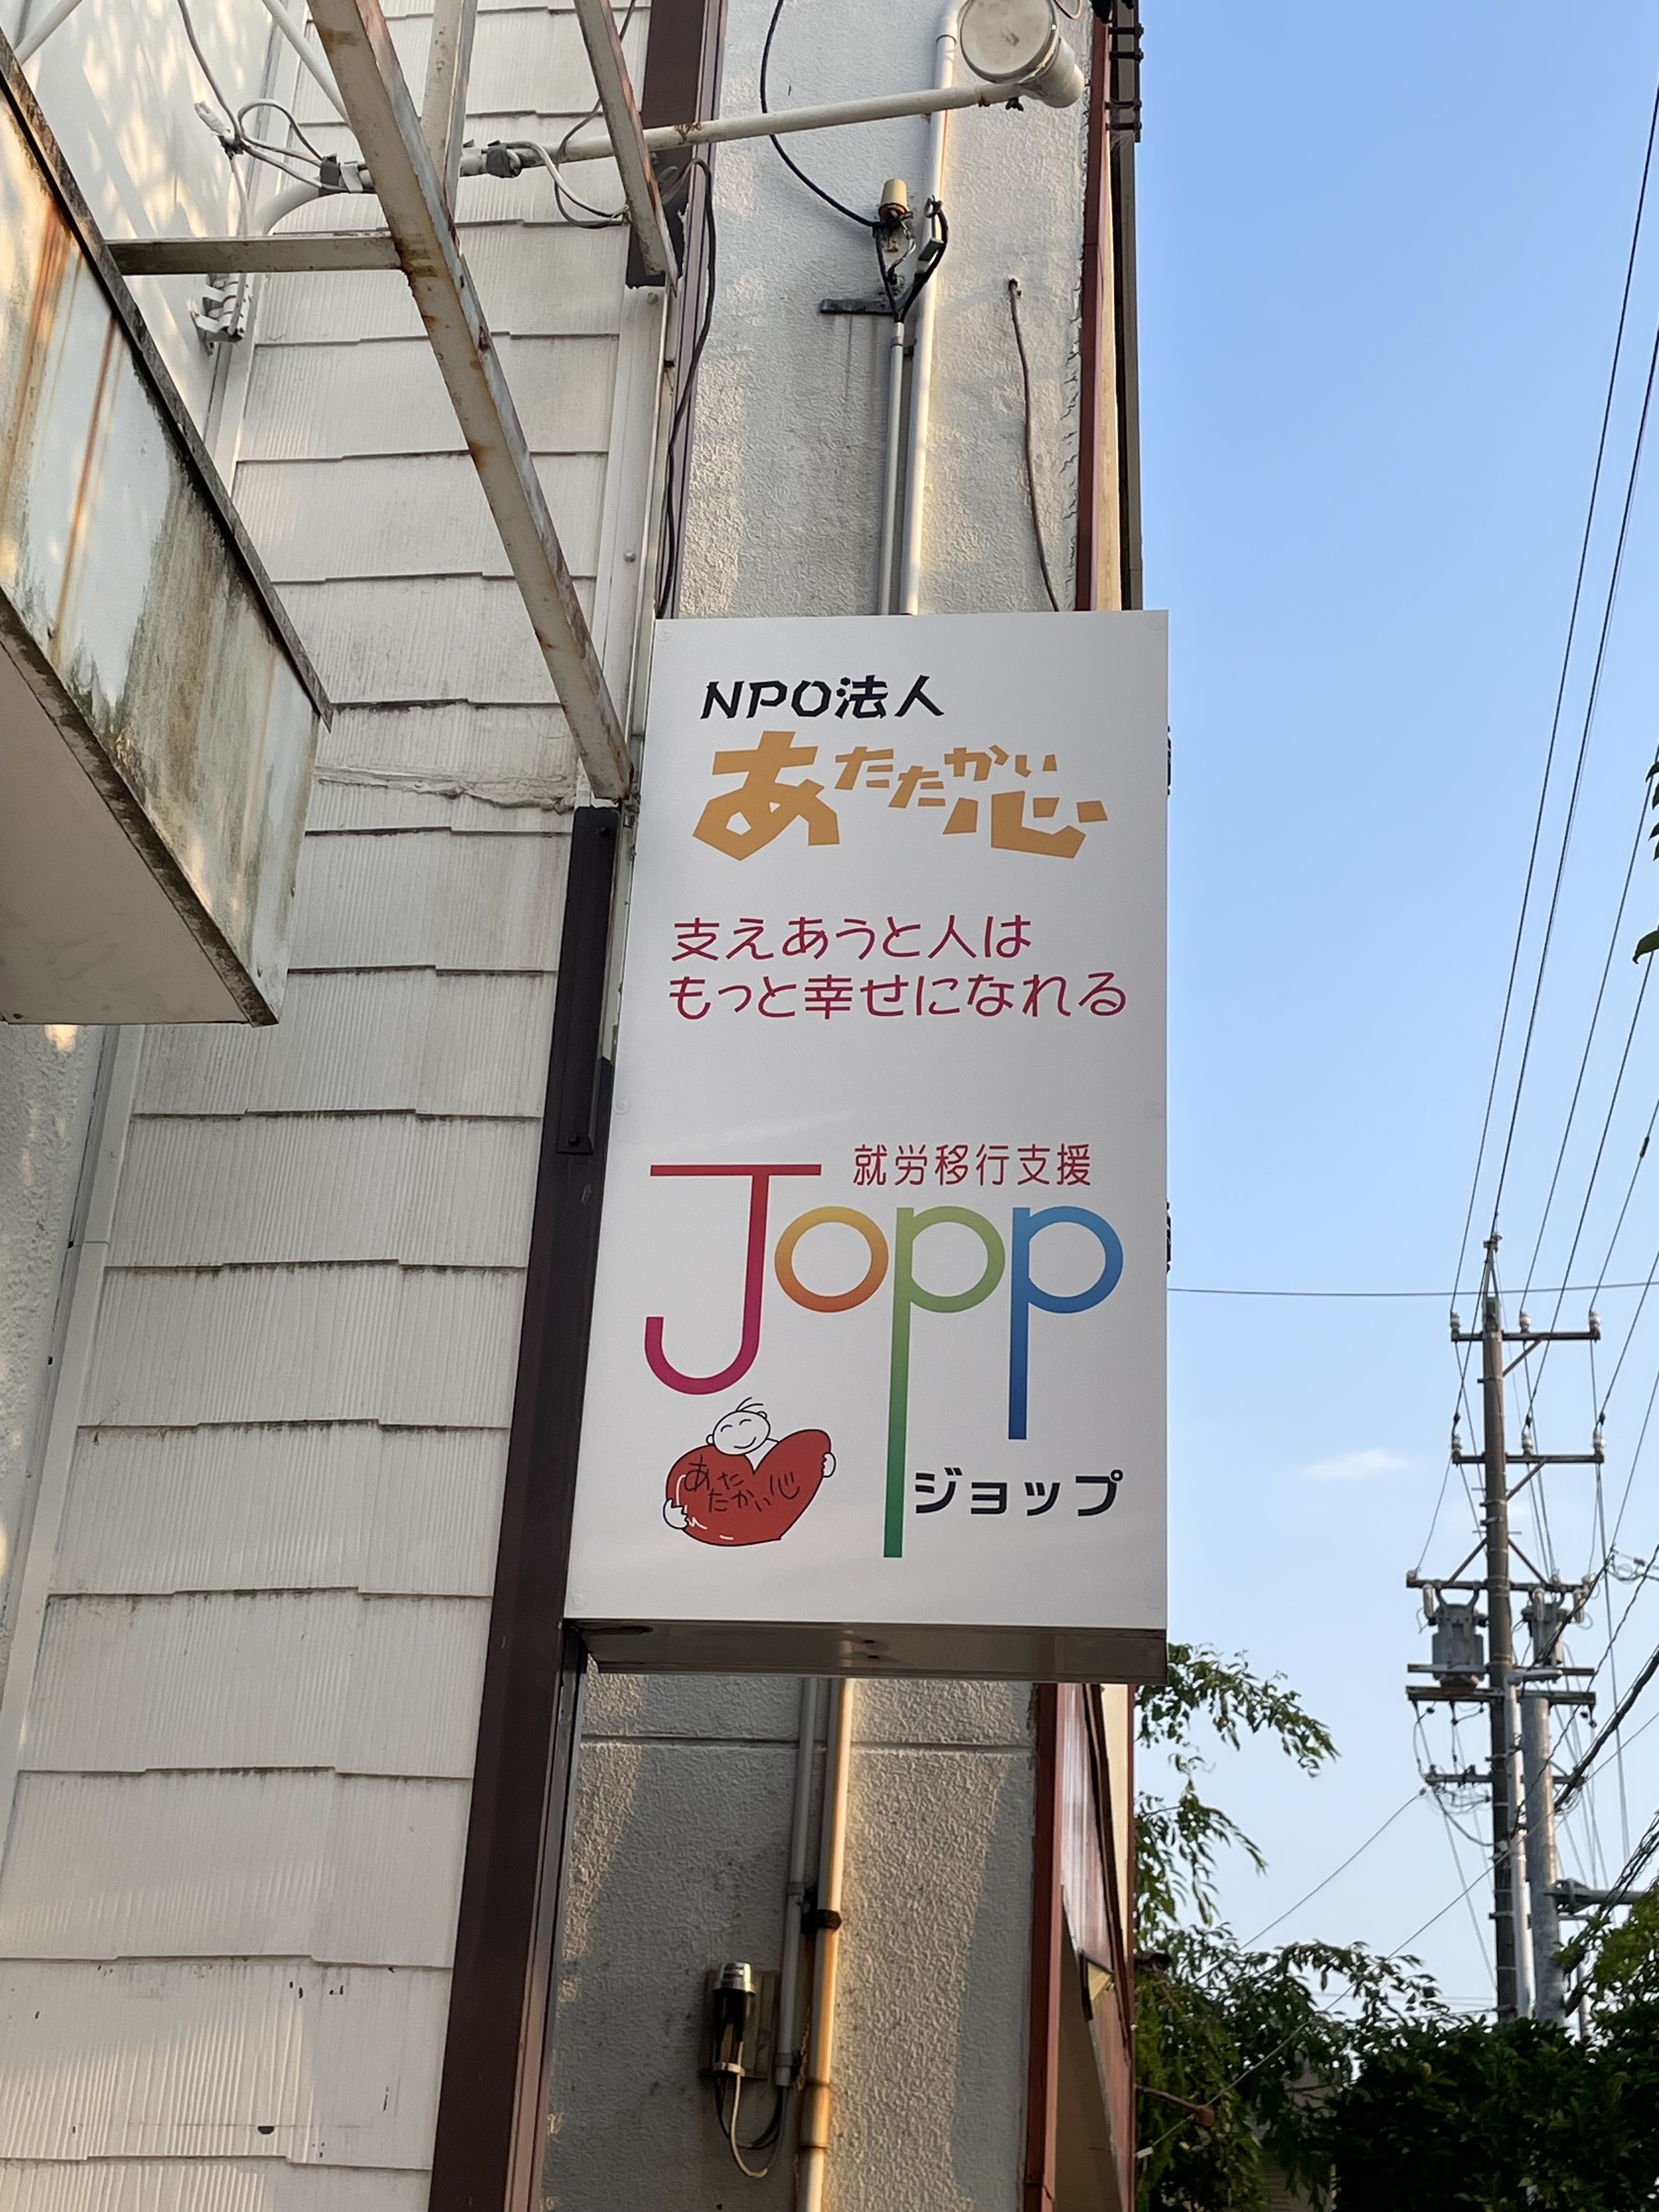 NPO法人
あたたかい心
支えあうと人は
もっと幸せになれる
就労移行支援
Jopp
あたたかい心
ジョップ